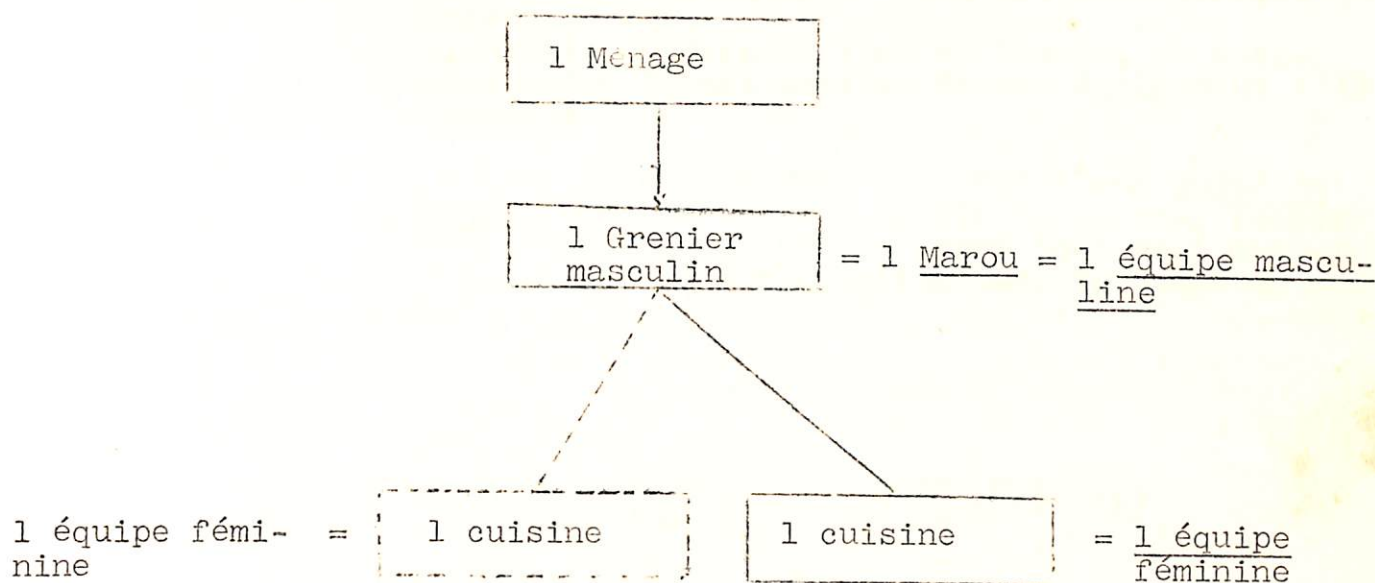 1 Ménage
1 Grenier
masculin
= 1 Marou = 1 équipe mascu-
line
1 équipe fémi-
nine
=
1 cuisine
1 cuisine
= 1 équipe
féminine